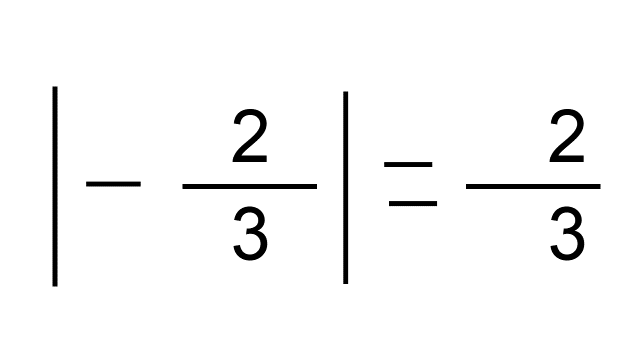 |− 2/3| = 2/3